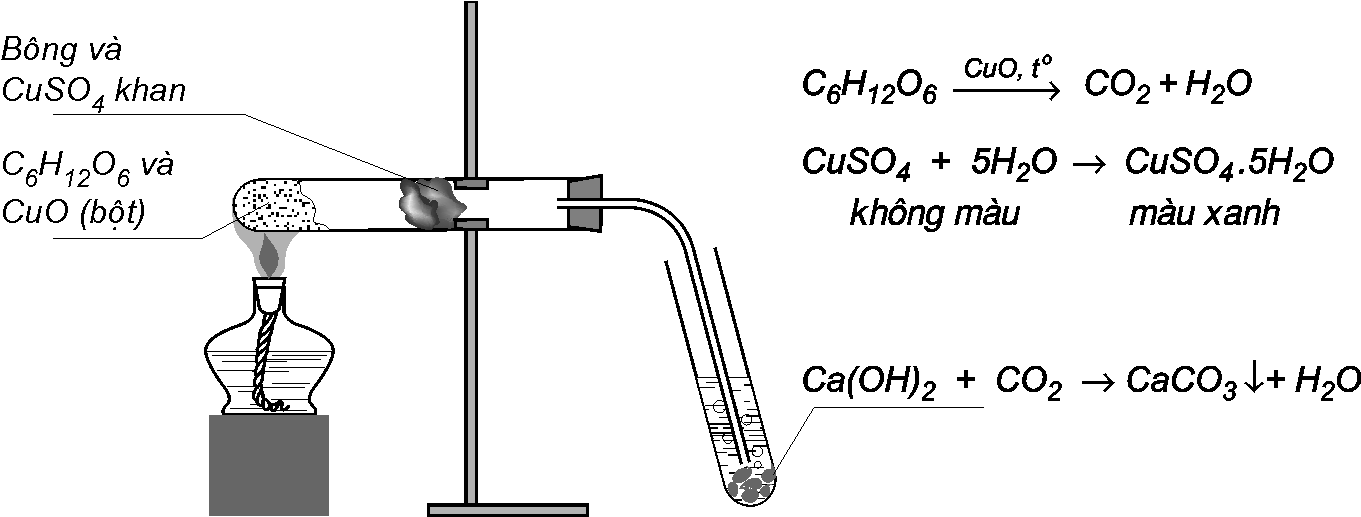 Bông và
CuSO₄ khan
C₆H₁₂O₆ và
CuO (bột)
C₆H₁₂O₆ —CuO, tº→ CO₂ + H₂O
CuSO₄ + 5H₂O → CuSO₄.5H₂O
không màu màu xanh
Ca(OH)₂ + CO₂ → CaCO₃ ↓ + H₂O